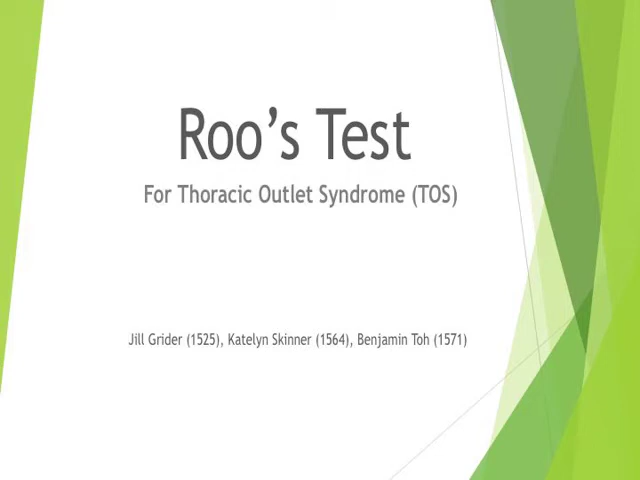 Roo's Test
For Thoracic Outlet Syndrome (TOS)
Jill Grider (1525), Katelyn Skinner (1564), Benjamin Toh (1571)